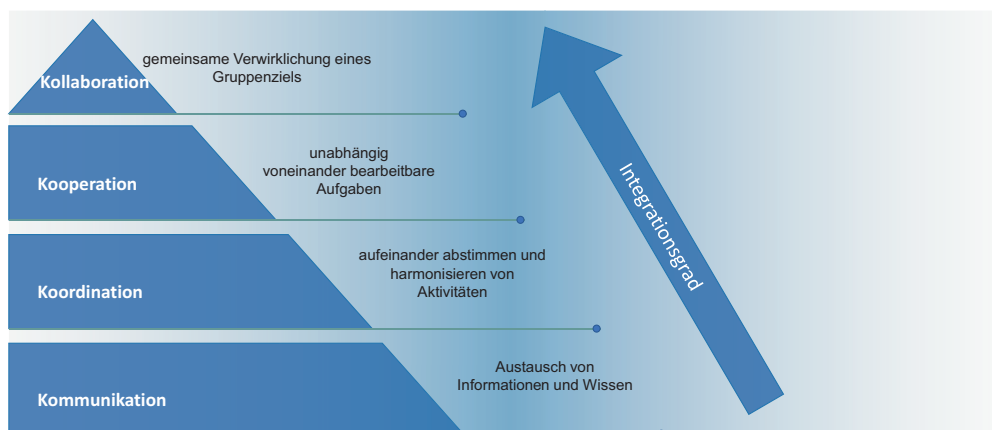 gemeinsame Verwirklichung eines
Gruppenziels
Kollaboration
unabhängig
voneinander bearbeitbare
Aufgaben
Kooperation
aufeinander abstimmen und
harmonisieren von
Aktivitäten
Koordination
Austausch von
Informationen und Wissen
Kommunikation
Integrationsgrad